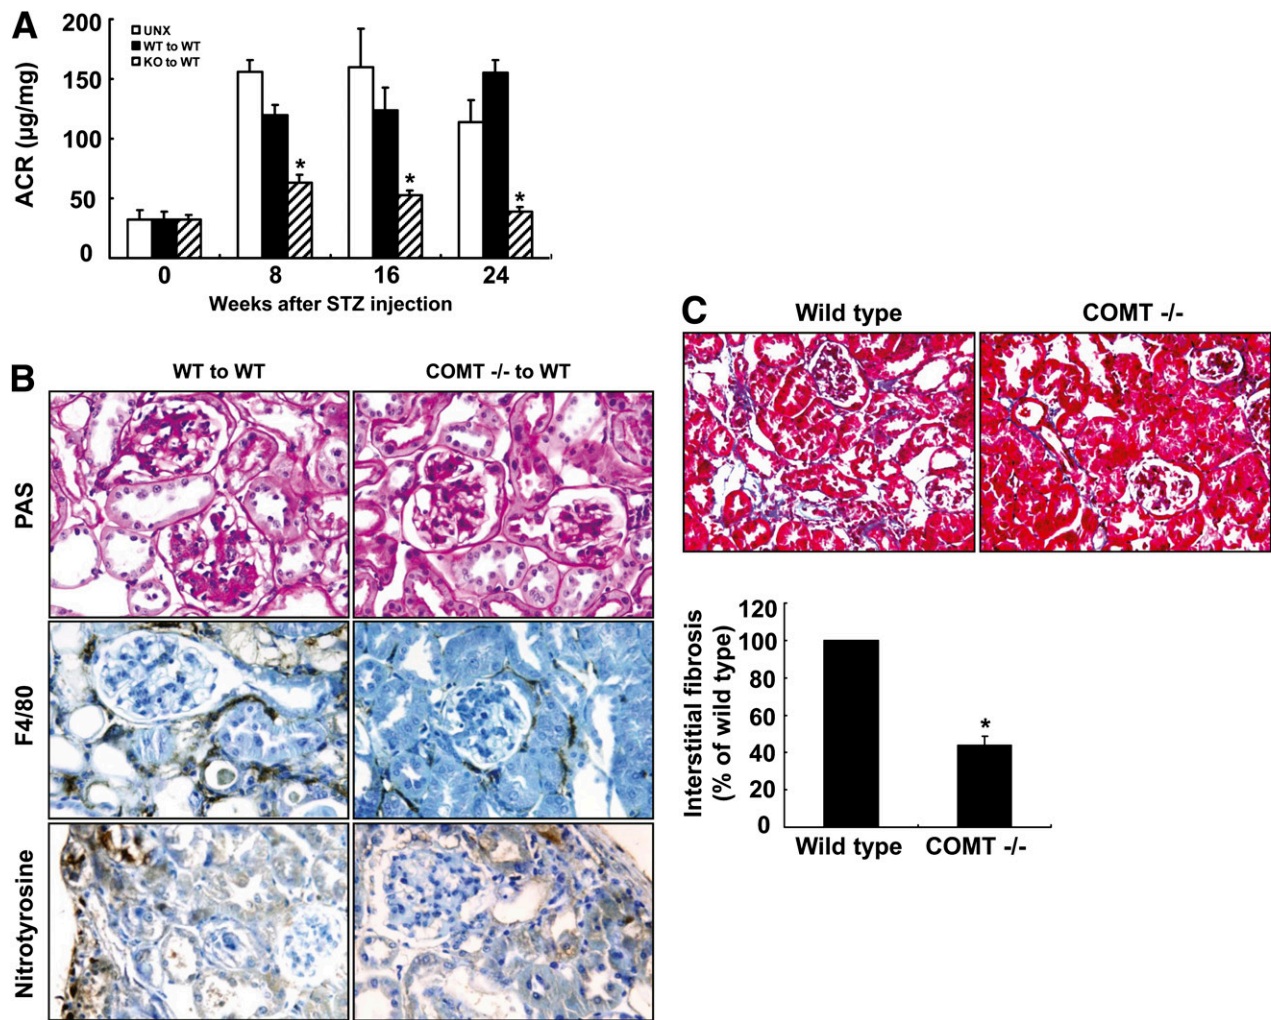 A
200
150
100
50
0
ACR (µg/mg)
UNX
WT to WT
KO to WT
*
*
*
0 8 16 24
Weeks after STZ injection
B
WT to WT COMT -/- to WT
PAS
F4/80
Nitrotyrosine
C
Wild type COMT -/-
Interstitial fibrosis
(% of wild type)
120
100
80
60
40
20
0
*
Wild type COMT -/-